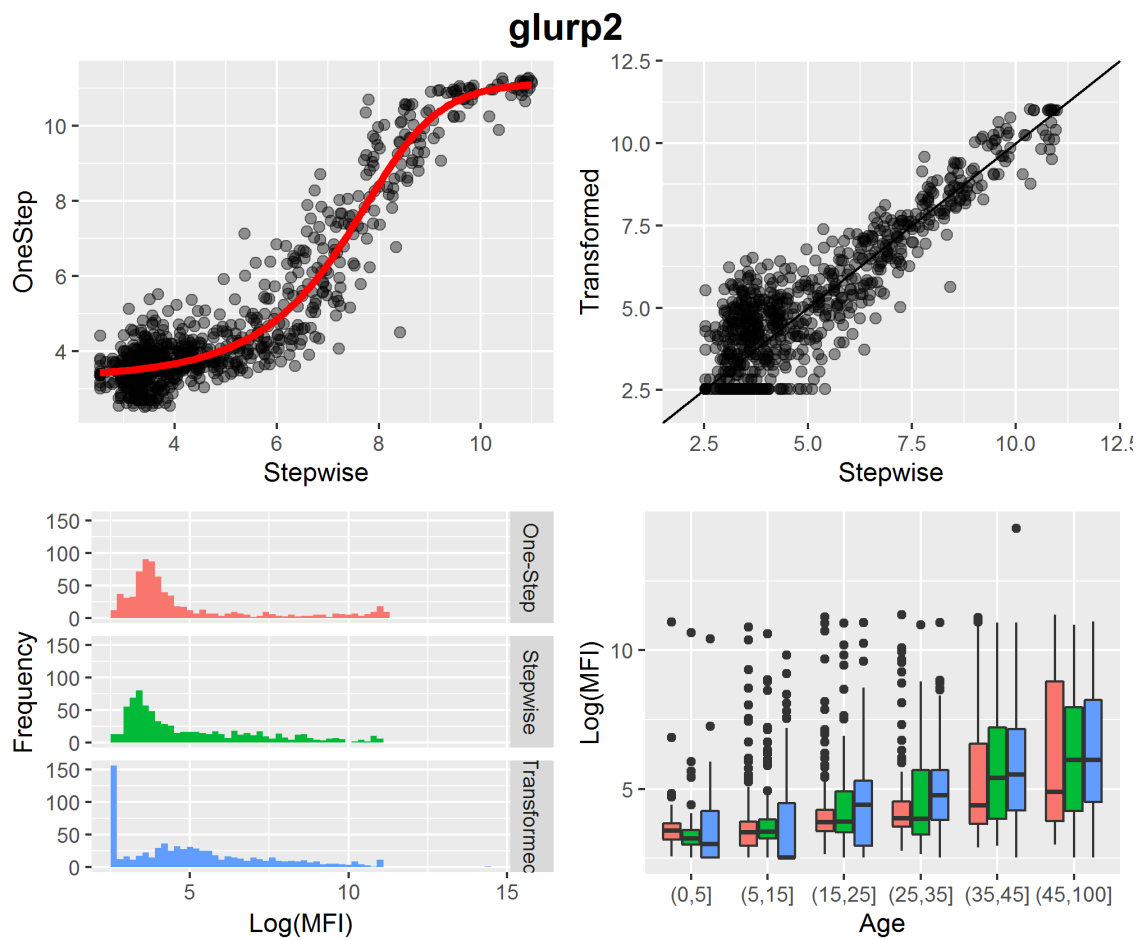 glurp2
OneStep
10
8
6
4
4 6 8 10
Stepwise
Transformed
12.5
10.0
7.5
5.0
2.5
2.5 5.0 7.5 10.0 12.5
Stepwise
Frequency
150
100
50
0
One-Step
150
100
50
0
Stepwise
150
100
50
0
Transformed
5 10 15
Log(MFI)
Log(MFI)
10
5
(0,5] (5,15] (15,25] (25,35] (35,45] (45,100]
Age